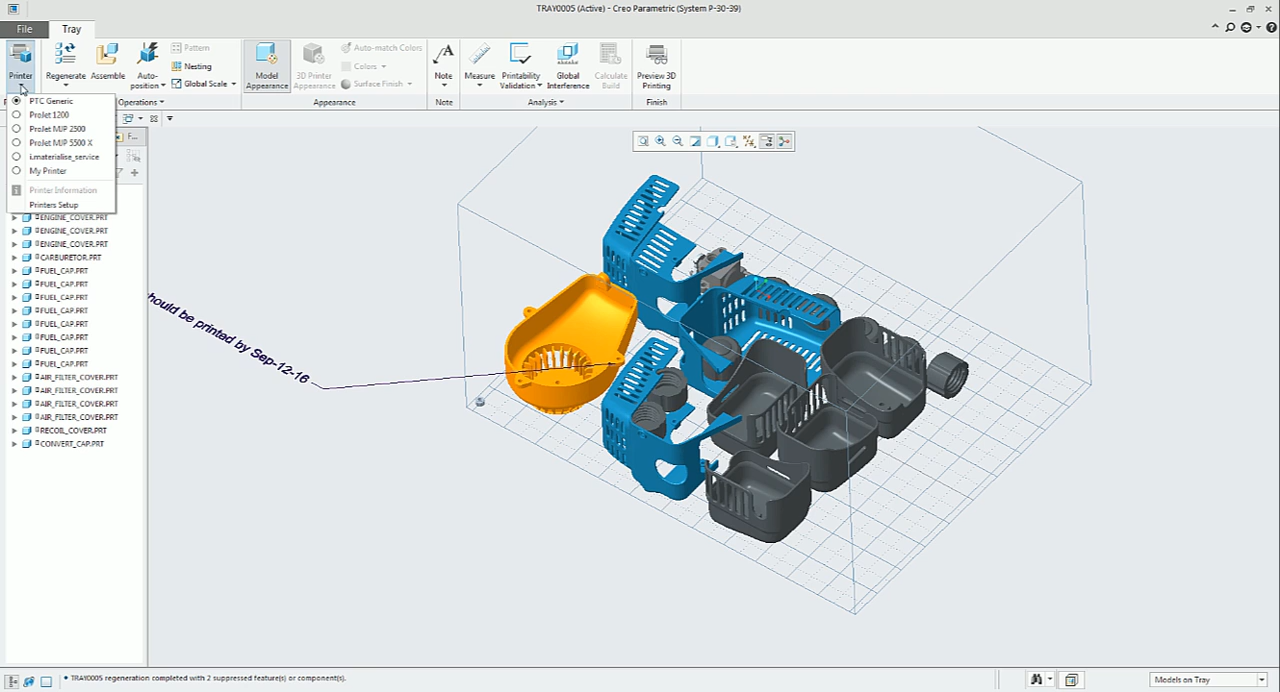 TRAY0005 (Active) - Creo Parametric (System P-30-39)
File Tray
Printer
Regenerate
Assemble
Auto-position
Pattern
Nesting
Global Scale
Operations
Model Appearance
3D Printer Appearance
Auto-match Colors
Colors
Surface Finish
Appearance
Note
Note
Measure
Printability Validation
Global Interference
Calculate Build
Analysis
Preview 3D Printing
Finish
PTC Generic
ProJet 1200
ProJet MJP 2500
ProJet MJP 5500 X
i.materialise_service
My Printer
Printer Information
Printers Setup
F...
ENGINE_COVER.PRT
ENGINE_COVER.PRT
ENGINE_COVER.PRT
CARBURETOR.PRT
FUEL_CAP.PRT
FUEL_CAP.PRT
FUEL_CAP.PRT
FUEL_CAP.PRT
FUEL_CAP.PRT
FUEL_CAP.PRT
FUEL_CAP.PRT
FUEL_CAP.PRT
AIR_FILTER_COVER.PRT
AIR_FILTER_COVER.PRT
AIR_FILTER_COVER.PRT
AIR_FILTER_COVER.PRT
RECOIL_COVER.PRT
CONVERT_CAP.PRT
hould be printed by Sep-12-16
• TRAY0005 regeneration completed with 2 suppressed feature(s) or component(s).
Models on Tray